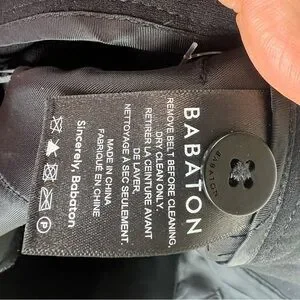 BABATON
REMOVE BELT BEFORE CLEANING,
DRY CLEAN ONLY.
RETIRER LA CEINTURE AVANT
DE LAVER.
NETTOYAGE À SEC SEULEMENT.
MADE IN CHINA
FABRIQUÉ EN CHINE
Sincerely, Babaton
P
BABATON